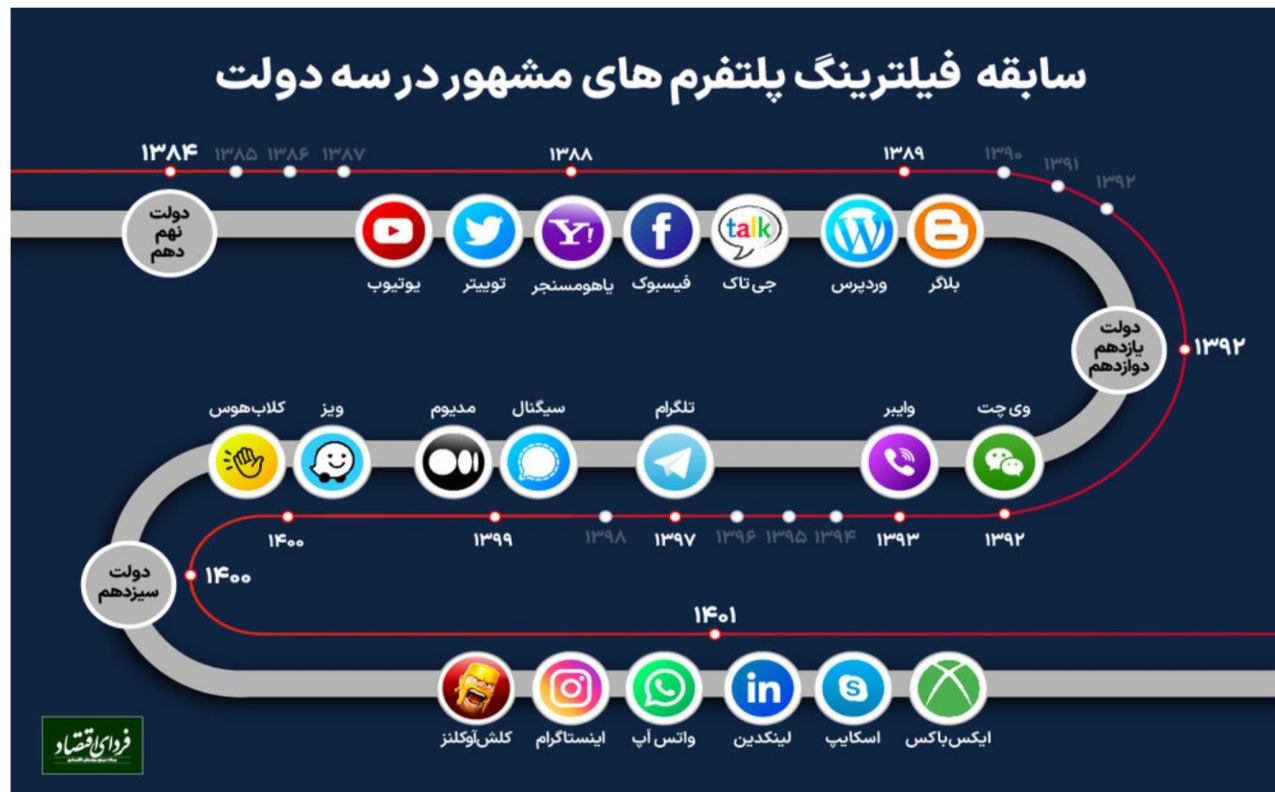 سابقه فیلترینگ پلتفرم های مشهور در سه دولت
۱۳۸۴ ۱۳۸۵ ۱۳۸۶ ۱۳۸۷ ۱۳۸۸ ۱۳۸۹ ۱۳۹۰ ۱۳۹۱ ۱۳۹۲
دولت
نهم
دهم
talk
یوتیوب توییتر یاهومسنجر فیسبوک جی‌تاک وردپرس بلاگر
دولت
یازدهم
دوازدهم
۱۳۹۲
وی چت وایبر تلگرام سیگنال مدیوم ویز کلاب‌هوس
۱۳۹۲ ۱۳۹۳ ۱۳۹۴ ۱۳۹۵ ۱۳۹۶ ۱۳۹۷ ۱۳۹۸ ۱۳۹۹ ۱۴۰۰
دولت
سیزدهم
۱۴۰۰
۱۴۰۱
in
کلش‌آوکلنز اینستاگرام واتس آپ لینکدین اسکایپ ایکس‌باکس
فردای اقتصاد